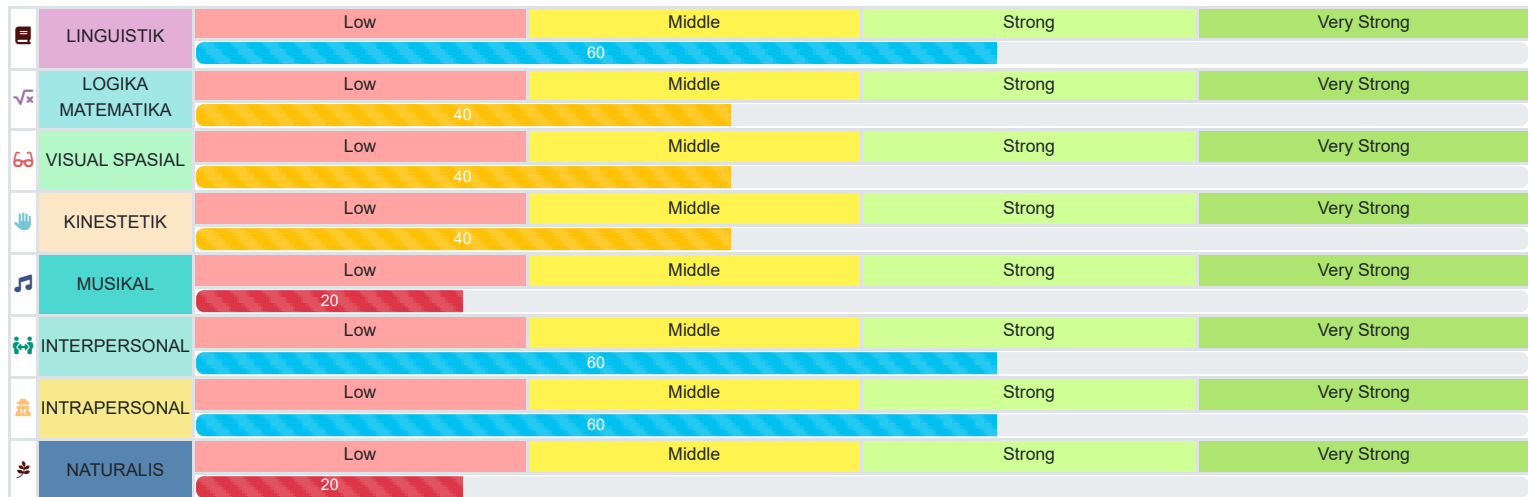 Low Middle Strong Very Strong
LINGUISTIK
60
LOGIKA
MATEMATIKA
Low Middle Strong Very Strong
40
Low Middle Strong Very Strong
VISUAL SPASIAL
40
Low Middle Strong Very Strong
KINESTETIK
40
Low Middle Strong Very Strong
MUSIKAL
20
Low Middle Strong Very Strong
INTERPERSONAL
60
Low Middle Strong Very Strong
INTRAPERSONAL
60
Low Middle Strong Very Strong
NATURALIS
20